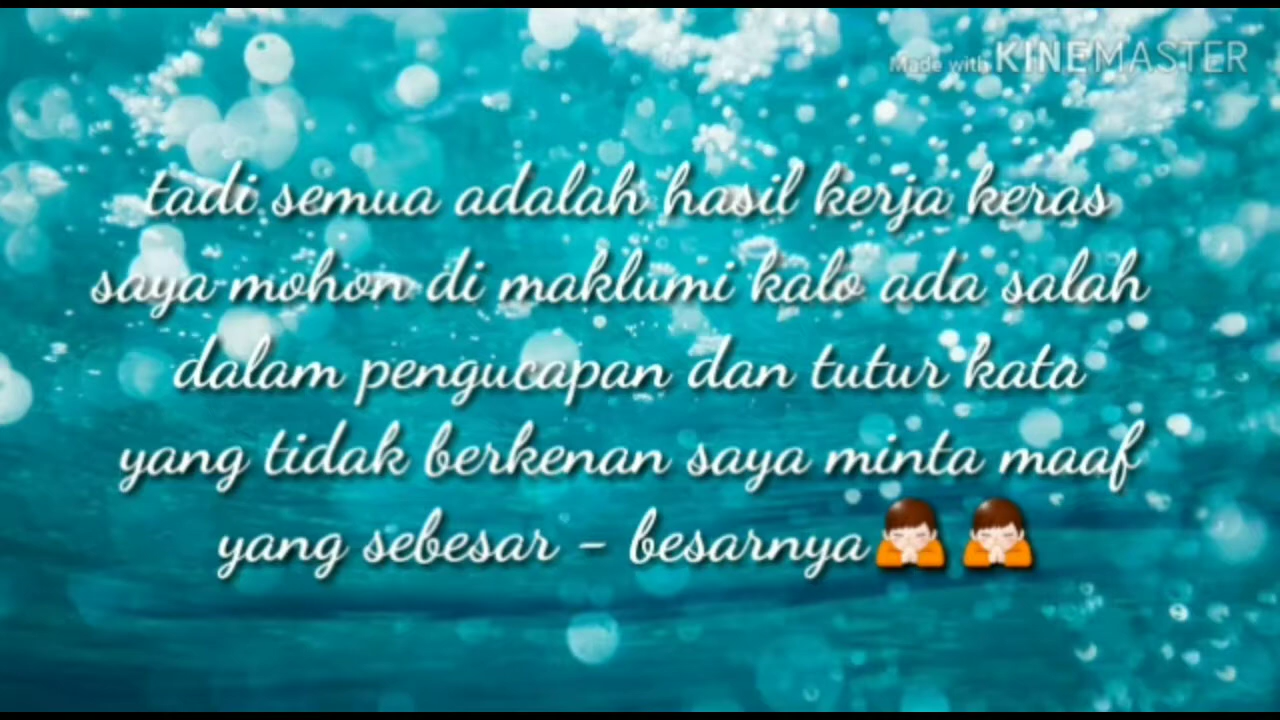 Made with KINEMASTER
tadi semua adalah hasil kerja keras
saya mohon di maklumi kalo ada salah
dalam pengucapan dan tutur kata
yang tidak berkenan saya minta maaf
yang sebesar - besarnya🙏🙏